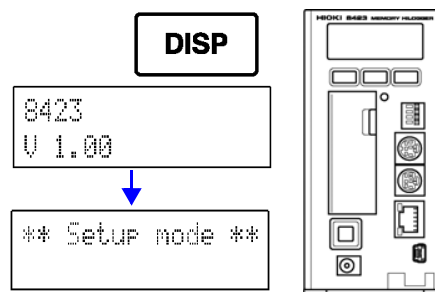 DISP
8423
V 1.00
** Setup mode **
HIOKI 8423 MEMORY HiLOGGER